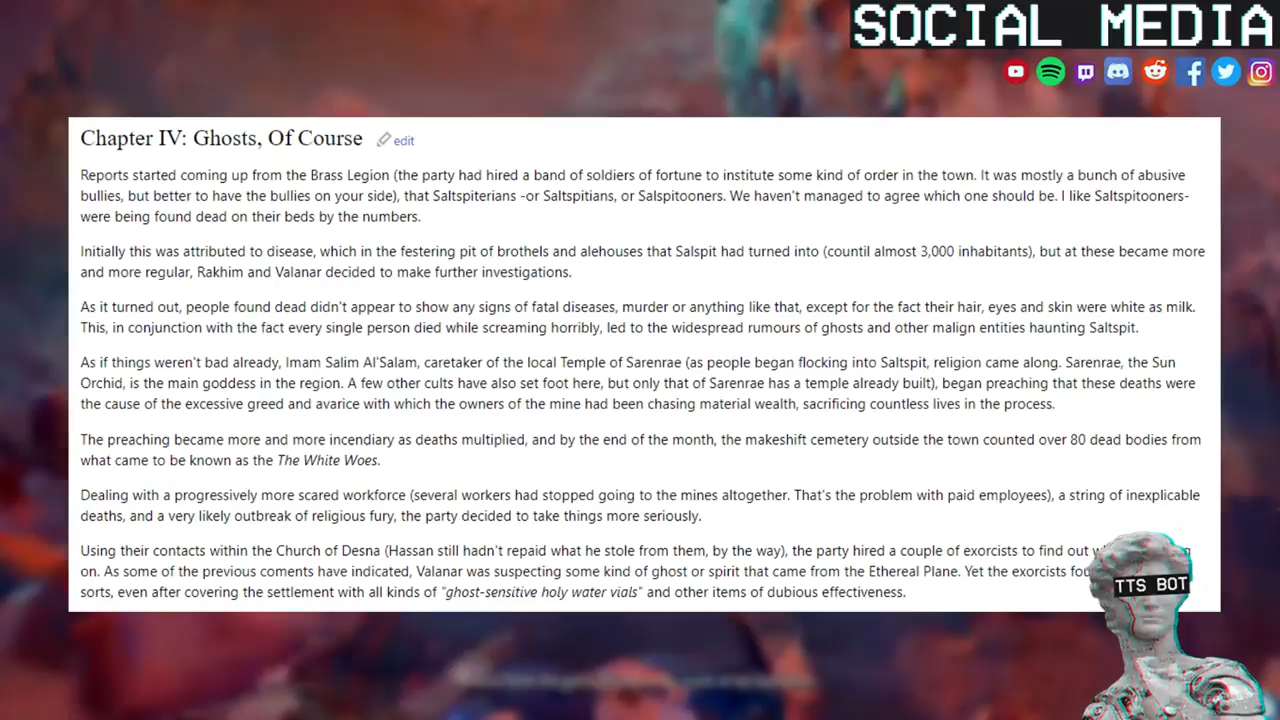 SOCIAL MEDIA
Chapter IV: Ghosts, Of Course edit
Reports started coming up from the Brass Legion (the party had hired a band of soldiers of fortune to institute some kind of order in the town. It was mostly a bunch of abusive
bullies, but better to have the bullies on your side), that Saltspiterians -or Saltspitians, or Salspitooners. We haven't managed to agree which one should be. I like Saltspitooners-
were being found dead on their beds by the numbers.
Initially this was attributed to disease, which in the festering pit of brothels and alehouses that Salspit had turned into (countil almost 3,000 inhabitants), but at these became more
and more regular, Rakhim and Valanar decided to make further investigations.
As it turned out, people found dead didn't appear to show any signs of fatal diseases, murder or anything like that, except for the fact their hair, eyes and skin were white as milk.
This, in conjunction with the fact every single person died while screaming horribly, led to the widespread rumours of ghosts and other malign entities haunting Saltspit.
As if things weren't bad already, Imam Salim Al'Salam, caretaker of the local Temple of Sarenrae (as people began flocking into Saltspit, religion came along. Sarenrae, the Sun
Orchid, is the main goddess in the region. A few other cults have also set foot here, but only that of Sarenrae has a temple already built), began preaching that these deaths were
the cause of the excessive greed and avarice with which the owners of the mine had been chasing material wealth, sacrificing countless lives in the process.
The preaching became more and more incendiary as deaths multiplied, and by the end of the month, the makeshift cemetery outside the town counted over 80 dead bodies from
what came to be known as the The White Woes.
Dealing with a progressively more scared workforce (several workers had stopped going to the mines altogether. That's the problem with paid employees), a string of inexplicable
deaths, and a very likely outbreak of religious fury, the party decided to take things more seriously.
Using their contacts within the Church of Desna (Hassan still hadn't repaid what he stole from them, by the way), the party hired a couple of exorcists to find out
on. As some of the previous coments have indicated, Valanar was suspecting some kind of ghost or spirit that came from the Ethereal Plane. Yet the exorcists
sorts, even after covering the settlement with all kinds of "ghost-sensitive holy water vials" and other items of dubious effectiveness.
TTS BOT